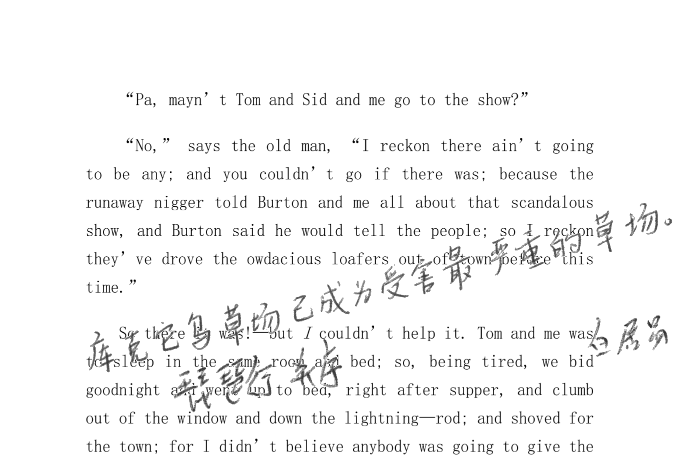 “Pa, mayn’t Tom and Sid and me go to the show?”
“No,” says the old man, “I reckon there ain’t going
to be any; and you couldn’t go if there was; because the
runaway nigger told Burton and me all about that scandalous
show, and Burton said he would tell the people; so I reckon
they’ve drove the owdacious loafers out of town before this
time.”
库克它乌草场已成为受害最严重的草场。
So there I was!—but I couldn’t help it. Tom and me was
to sleep in the same room and bed; so, being tired, we bid
白居易
琵琶行 并序
goodnight and went up to bed, right after supper, and clumb
out of the window and down the lightning—rod; and shoved for
the town; for I didn’t believe anybody was going to give the